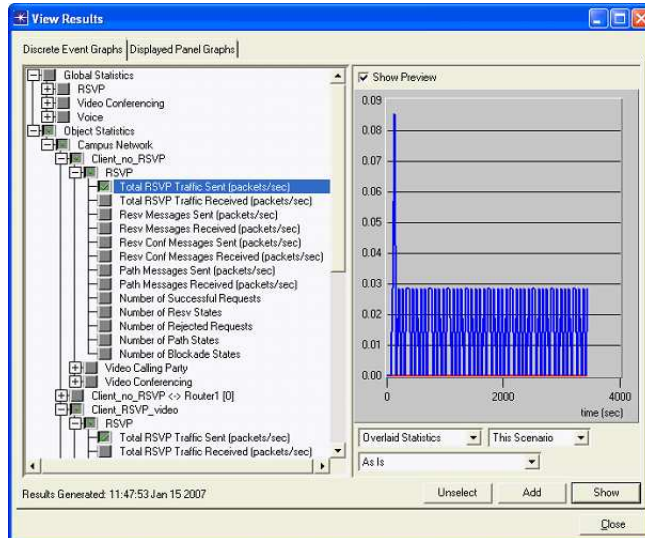 View Results
Discrete Event Graphs Displayed Panel Graphs
Global Statistics
RSVP
Video Conferencing
Voice
Object Statistics
Campus Network
Client_no_RSVP
RSVP
Total RSVP Traffic Sent (packets/sec)
Total RSVP Traffic Received (packets/sec)
Resv Messages Sent (packets/sec)
Resv Messages Received (packets/sec)
Resv Conf Messages Sent (packets/sec)
Resv Conf Messages Received (packets/sec)
Path Messages Sent (packets/sec)
Path Messages Received (packets/sec)
Number of Successful Requests
Number of Resv States
Number of Rejected Requests
Number of Path States
Number of Blockade States
Video Calling Party
Video Conferencing
Client_no_RSVP <-> Router1 [0]
Client_RSVP_video
RSVP
Total RSVP Traffic Sent (packets/sec)
Total RSVP Traffic Received (packets/sec)
Show Preview
0.09
0.08
0.07
0.06
0.05
0.04
0.03
0.02
0.01
0.00
0 2000 4000
time (sec)
Overlaid Statistics This Scenario
As Is
Results Generated: 11:47:53 Jan 15 2007
Unselect Add Show
Close